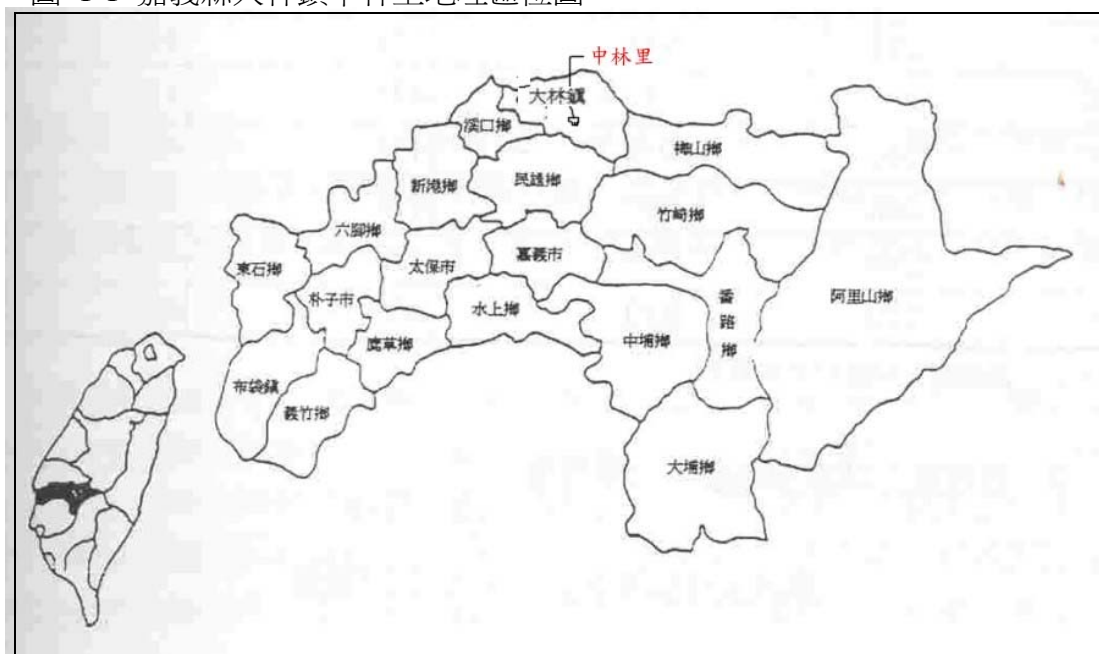 中林里
大林鎮
溪口鄉
梅山鄉
新港鄉
民雄鄉
竹崎鄉
六腳鄉
東石鄉
太保市
嘉義市
朴子市
水上鄉
番路鄉
阿里山鄉
鹿草鄉
中埔鄉
布袋鎮
義竹鄉
大埔鄉